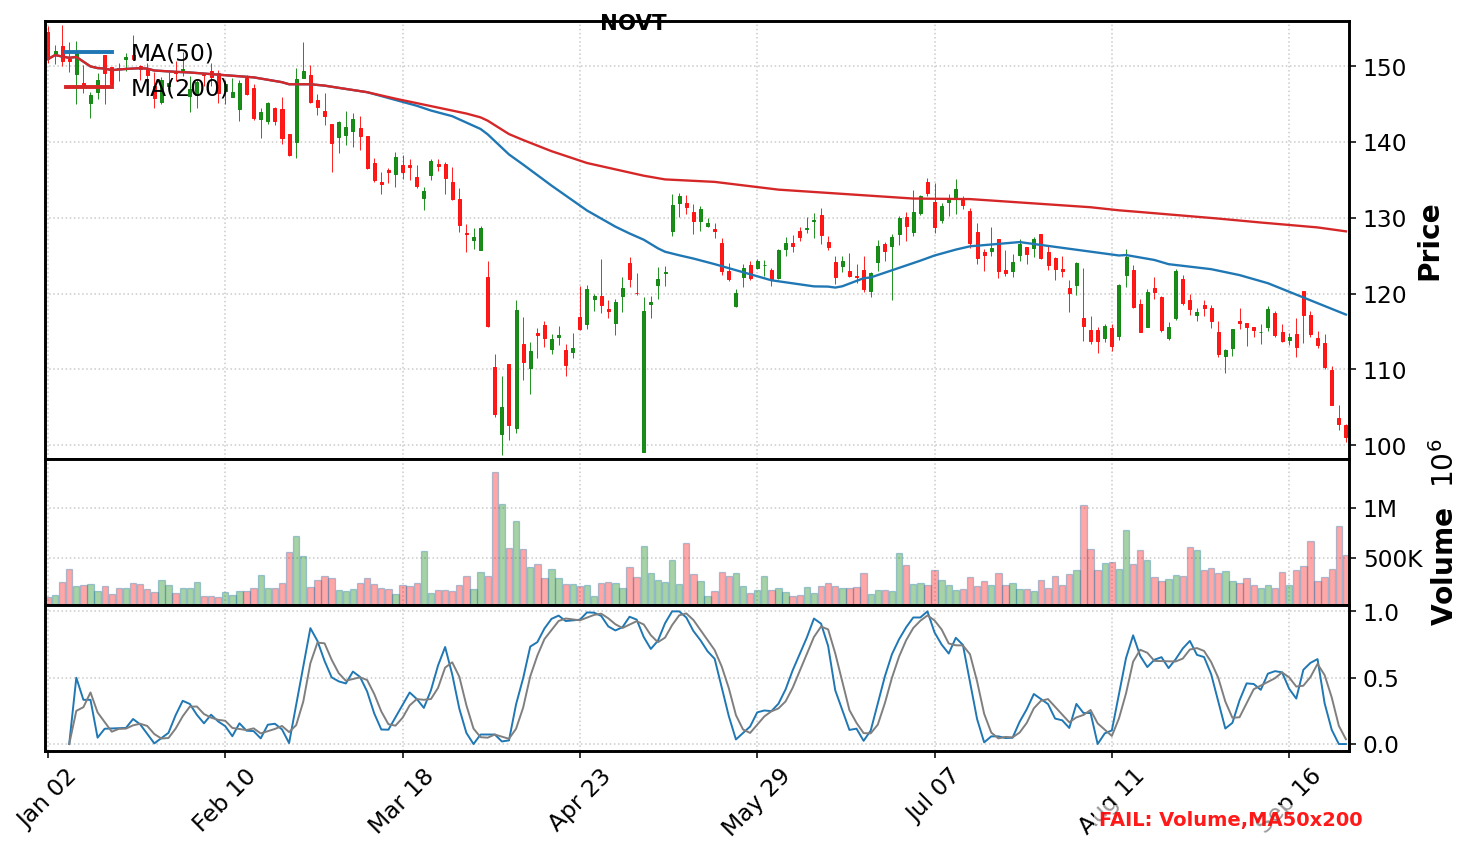 NOVT
MA(50)
MA(200)
150
140
130
120
110
100
Price
10⁶
1M
500K
Volume
1.0
0.5
0.0
Jan 02
Feb 10
Mar 18
Apr 23
May 29
Jul 07
Aug 11
Sep 16
FAIL: Volume,MA50x200